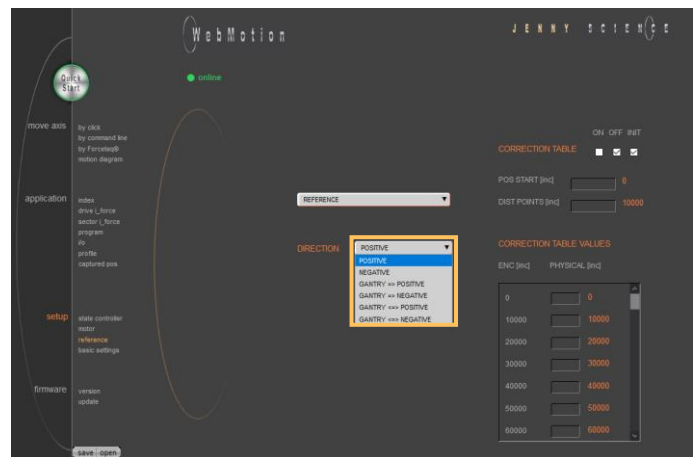 WebMotion
JENNY SCIENCE
Quick
Start
online
move axis
by click
by command line
by Forceteq®
motion diagram
ON OFF INIT
CORRECTION TABLE
POS START [inc] 0
DIST POINTS [inc] 10000
application
index
drive i_force
sector i_force
program
i/o
profile
captured pos
REFERENCE
DIRECTION
POSITIVE
POSITIVE
NEGATIVE
GANTRY => POSITIVE
GANTRY => NEGATIVE
GANTRY <=> POSITIVE
GANTRY <=> NEGATIVE
CORRECTION TABLE VALUES
ENC [inc] PHYSICAL [inc]
0 0
10000 10000
20000 20000
30000 30000
40000 40000
50000 50000
60000 60000
setup
state controller
motor
reference
basic settings
firmware
version
update
save open